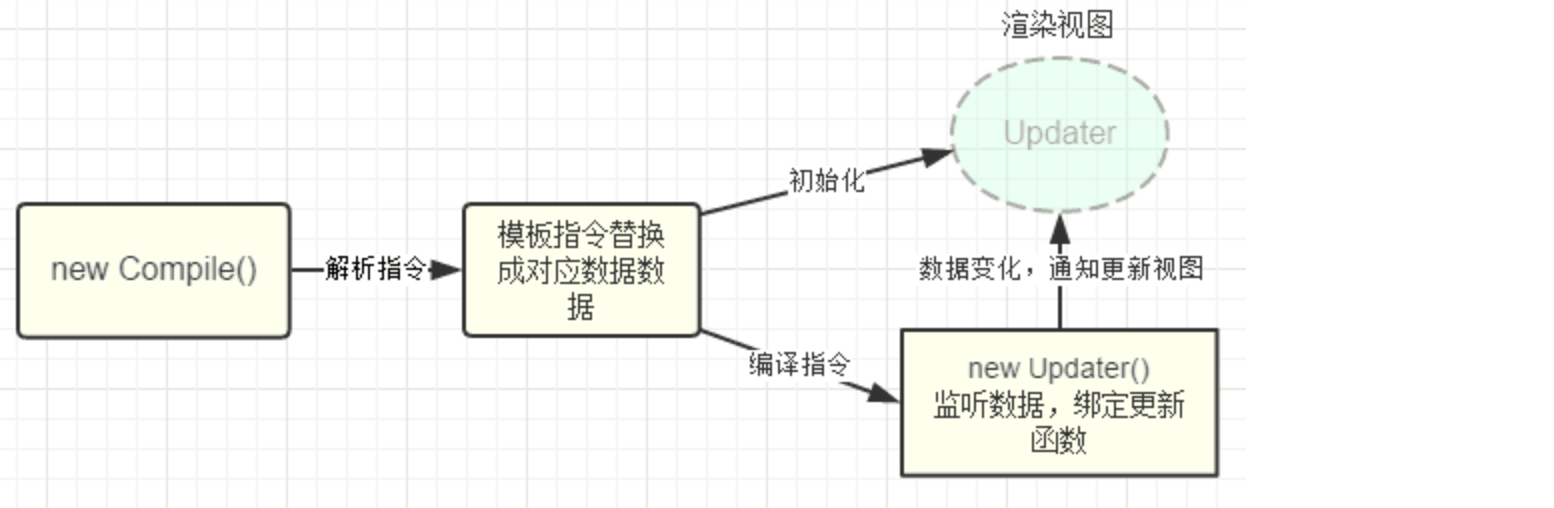 渲染视图
Updater
初始化
new Compile()
解析指令
模板指令替换
成对应数据数
据
数据变化，通知更新视图
编译指令
new Updater()
监听数据，绑定更新
函数